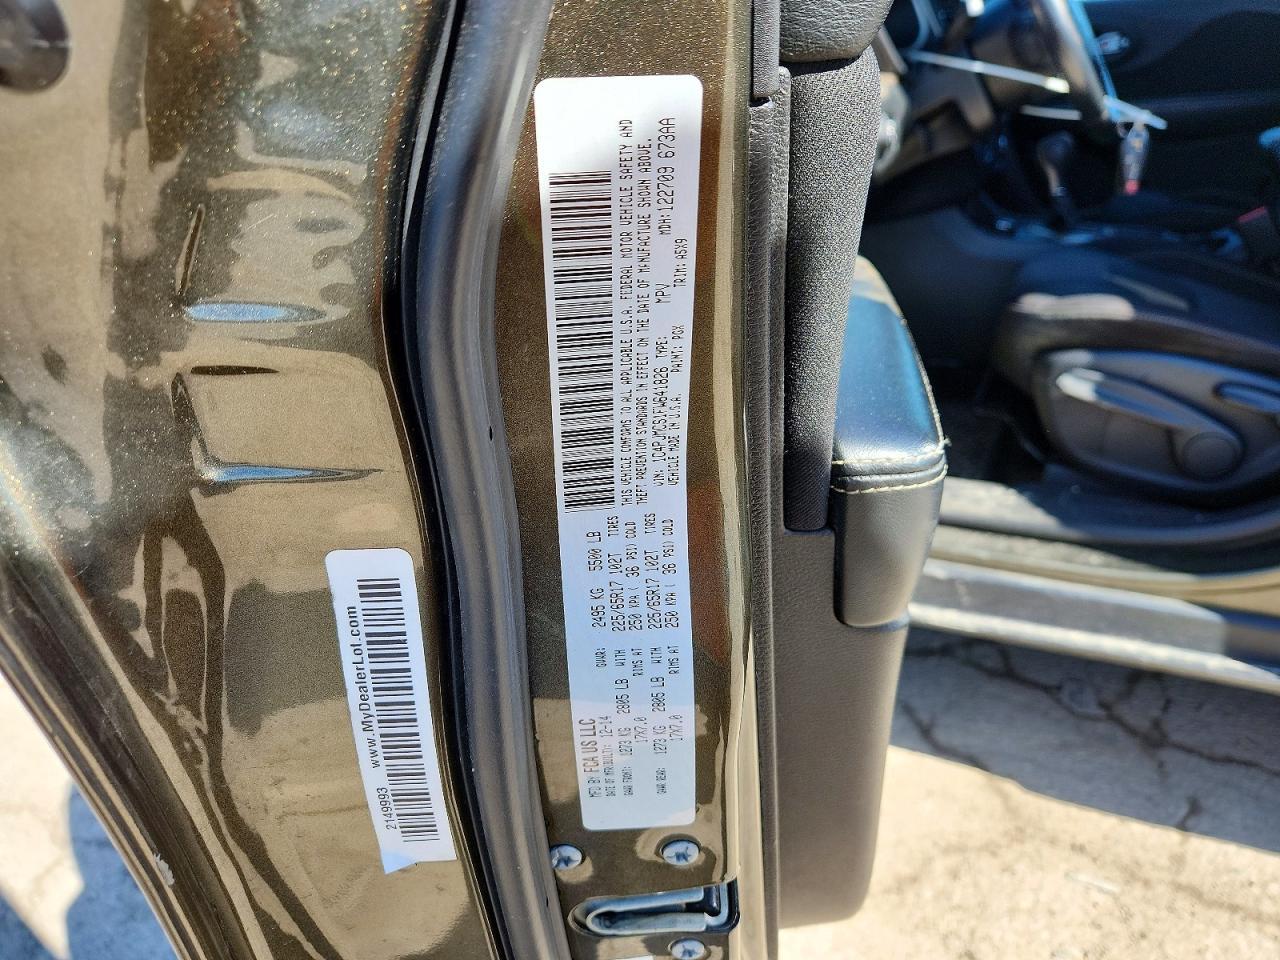 MFD BY FCA US LLC
DATE OF MFR(BUILT): 12-14
GVWR: 2495 KG 5500 LB
GAWR FRONT: 1273 KG 2805 LB WITH 225/65R17 102T TIRES
17X7.0 RIMS AT 250 KPA ( 36 PSI) COLD
GAWR REAR: 1273 KG 2805 LB WITH 225/65R17 102T TIRES
17X7.0 RIMS AT 250 KPA ( 36 PSI) COLD
THIS VEHICLE CONFORMS TO ALL APPLICABLE U.S.A. FEDERAL MOTOR VEHICLE SAFETY AND
THEFT PREVENTION STANDARDS IN EFFECT ON THE DATE OF MANUFACTURE SHOWN ABOVE.
VIN: 1C4PJMCS1FW641826 TYPE: MPV MDH: 122709 673AA
VEHICLE MADE IN U.S.A. PAINT: PGX TRIM: A5X9
www.MyDealerLot.com
2149993